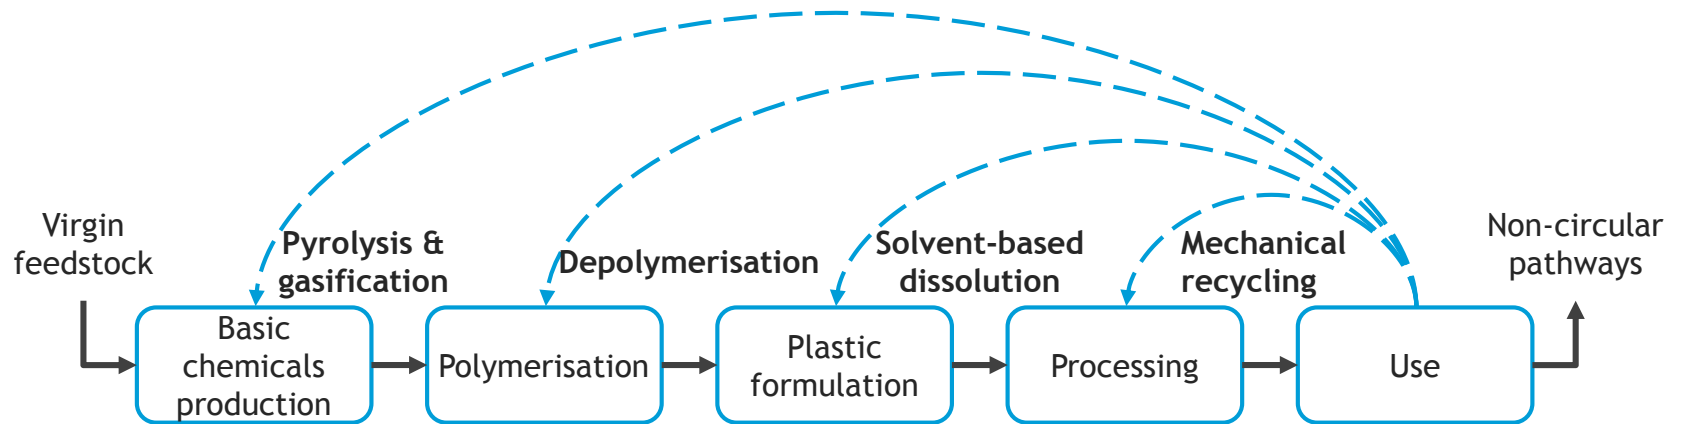 Virgin
feedstock
Pyrolysis &
gasification
Depolymerisation
Solvent-based
dissolution
Mechanical
recycling
Non-circular
pathways
Basic
chemicals
production
Polymerisation
Plastic
formulation
Processing
Use